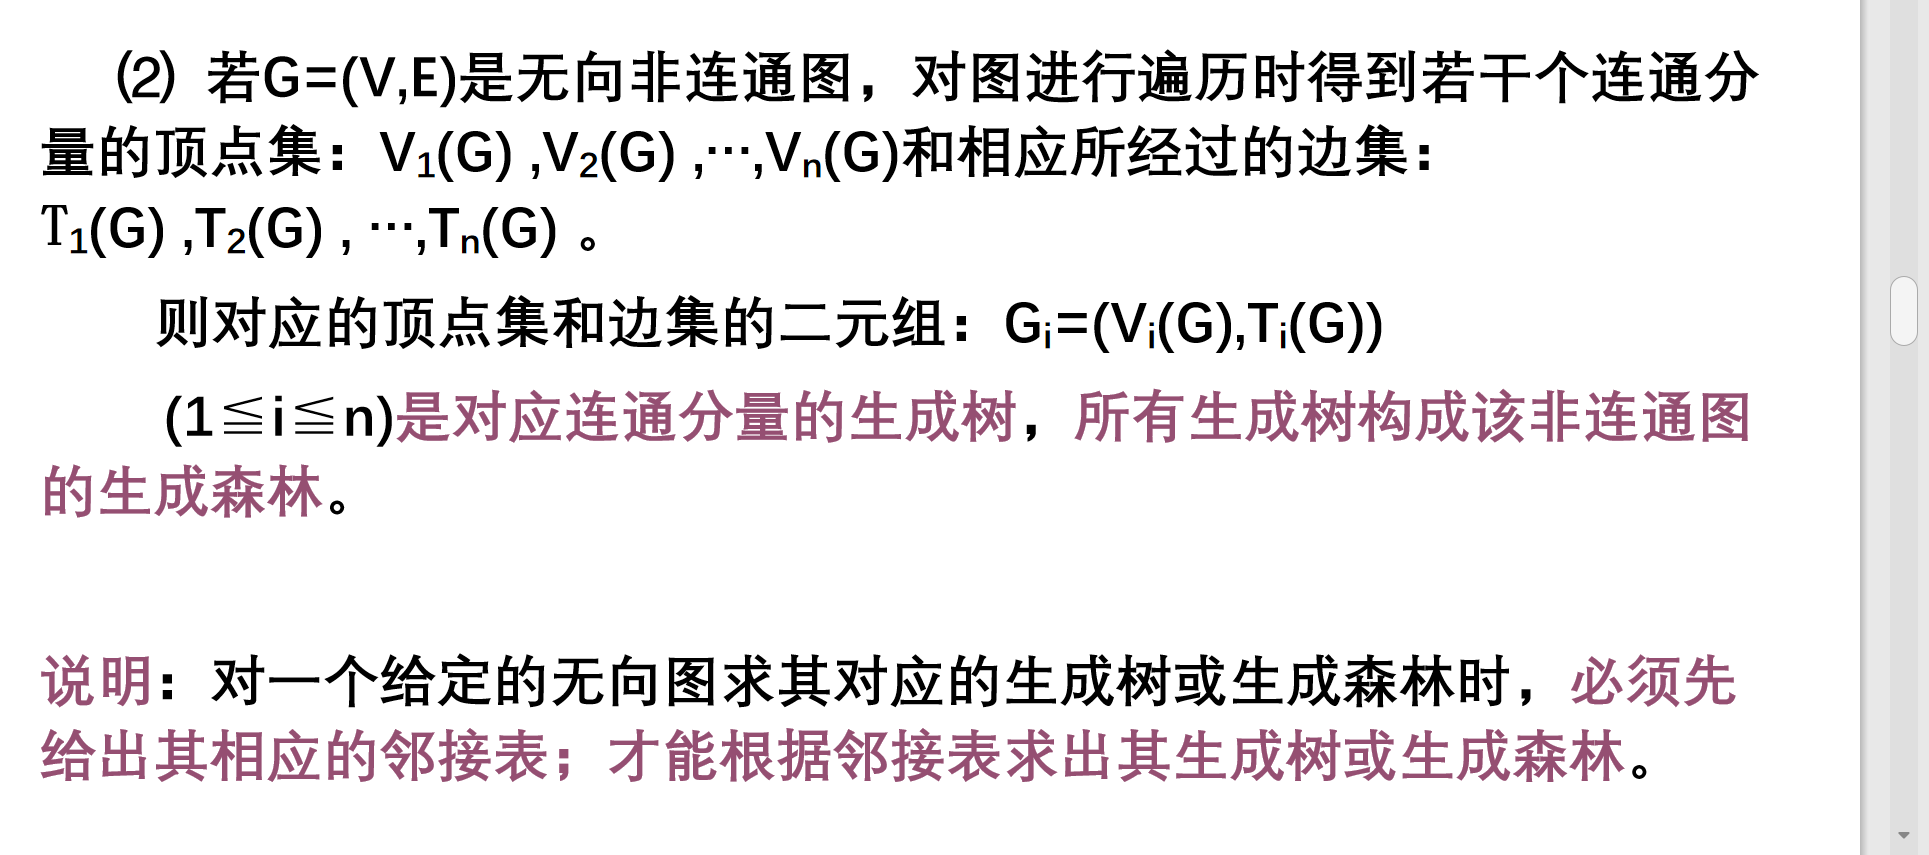 ⑵ 若G=(V,E)是无向非连通图，对图进行遍历时得到若干个连通分
量的顶点集：V₁(G) ,V₂(G) ,⋯,Vₙ(G)和相应所经过的边集：
T₁(G) ,T₂(G) , ⋯,Tₙ(G) 。
则对应的顶点集和边集的二元组：Gᵢ=(Vᵢ(G),Tᵢ(G))
(1≦i≦n)是对应连通分量的生成树，所有生成树构成该非连通图
的生成森林。
说明：对一个给定的无向图求其对应的生成树或生成森林时，必须先
给出其相应的邻接表；才能根据邻接表求出其生成树或生成森林。